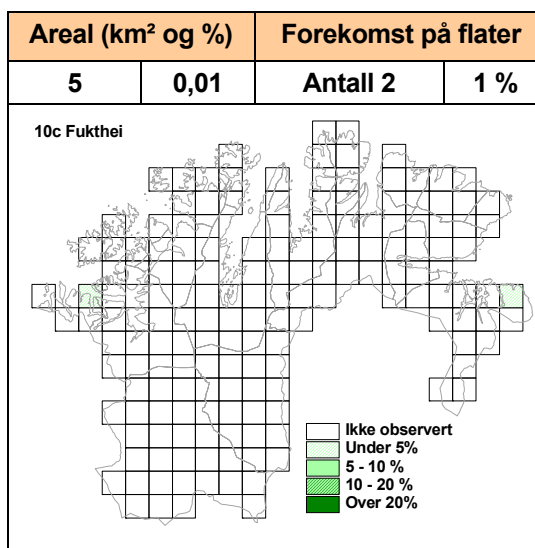 Areal (km² og %) Forekomst på flater
5 0,01 Antall 2 1 %
10c Fukthei
Ikke observert
Under 5%
5 - 10 %
10 - 20 %
Over 20%